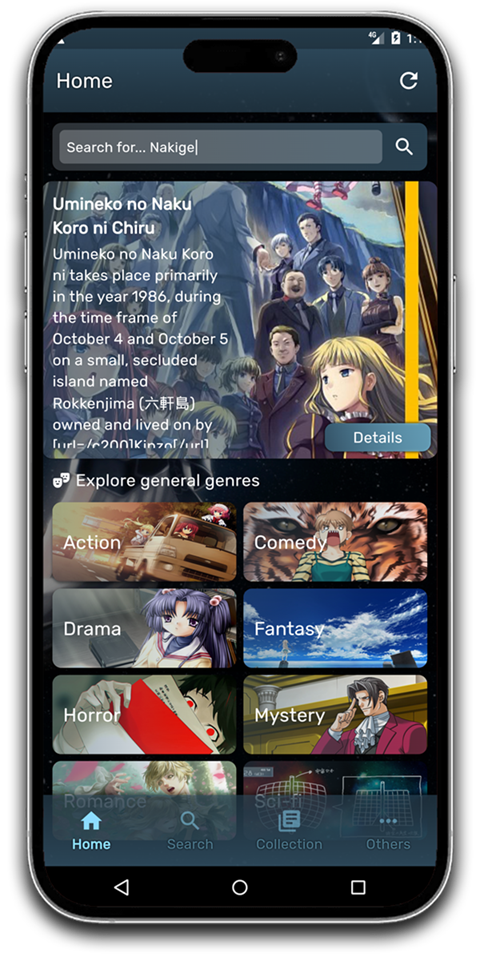 4G 1:1
Home
Search for... Nakige
Umineko no Naku
Koro ni Chiru
Umineko no Naku Koro
ni takes place primarily
in the year 1986, during
the time frame of
October 4 and October 5
on a small, secluded
island named
Rokkenjima (六軒島)
owned and lived on by
[url=/c200]Kinzo[/url]
Details
Explore general genres
Action
Comedy
Drama
Fantasy
Horror
Mystery
Romance
Sci-fi
Home
Search
Collection
Others